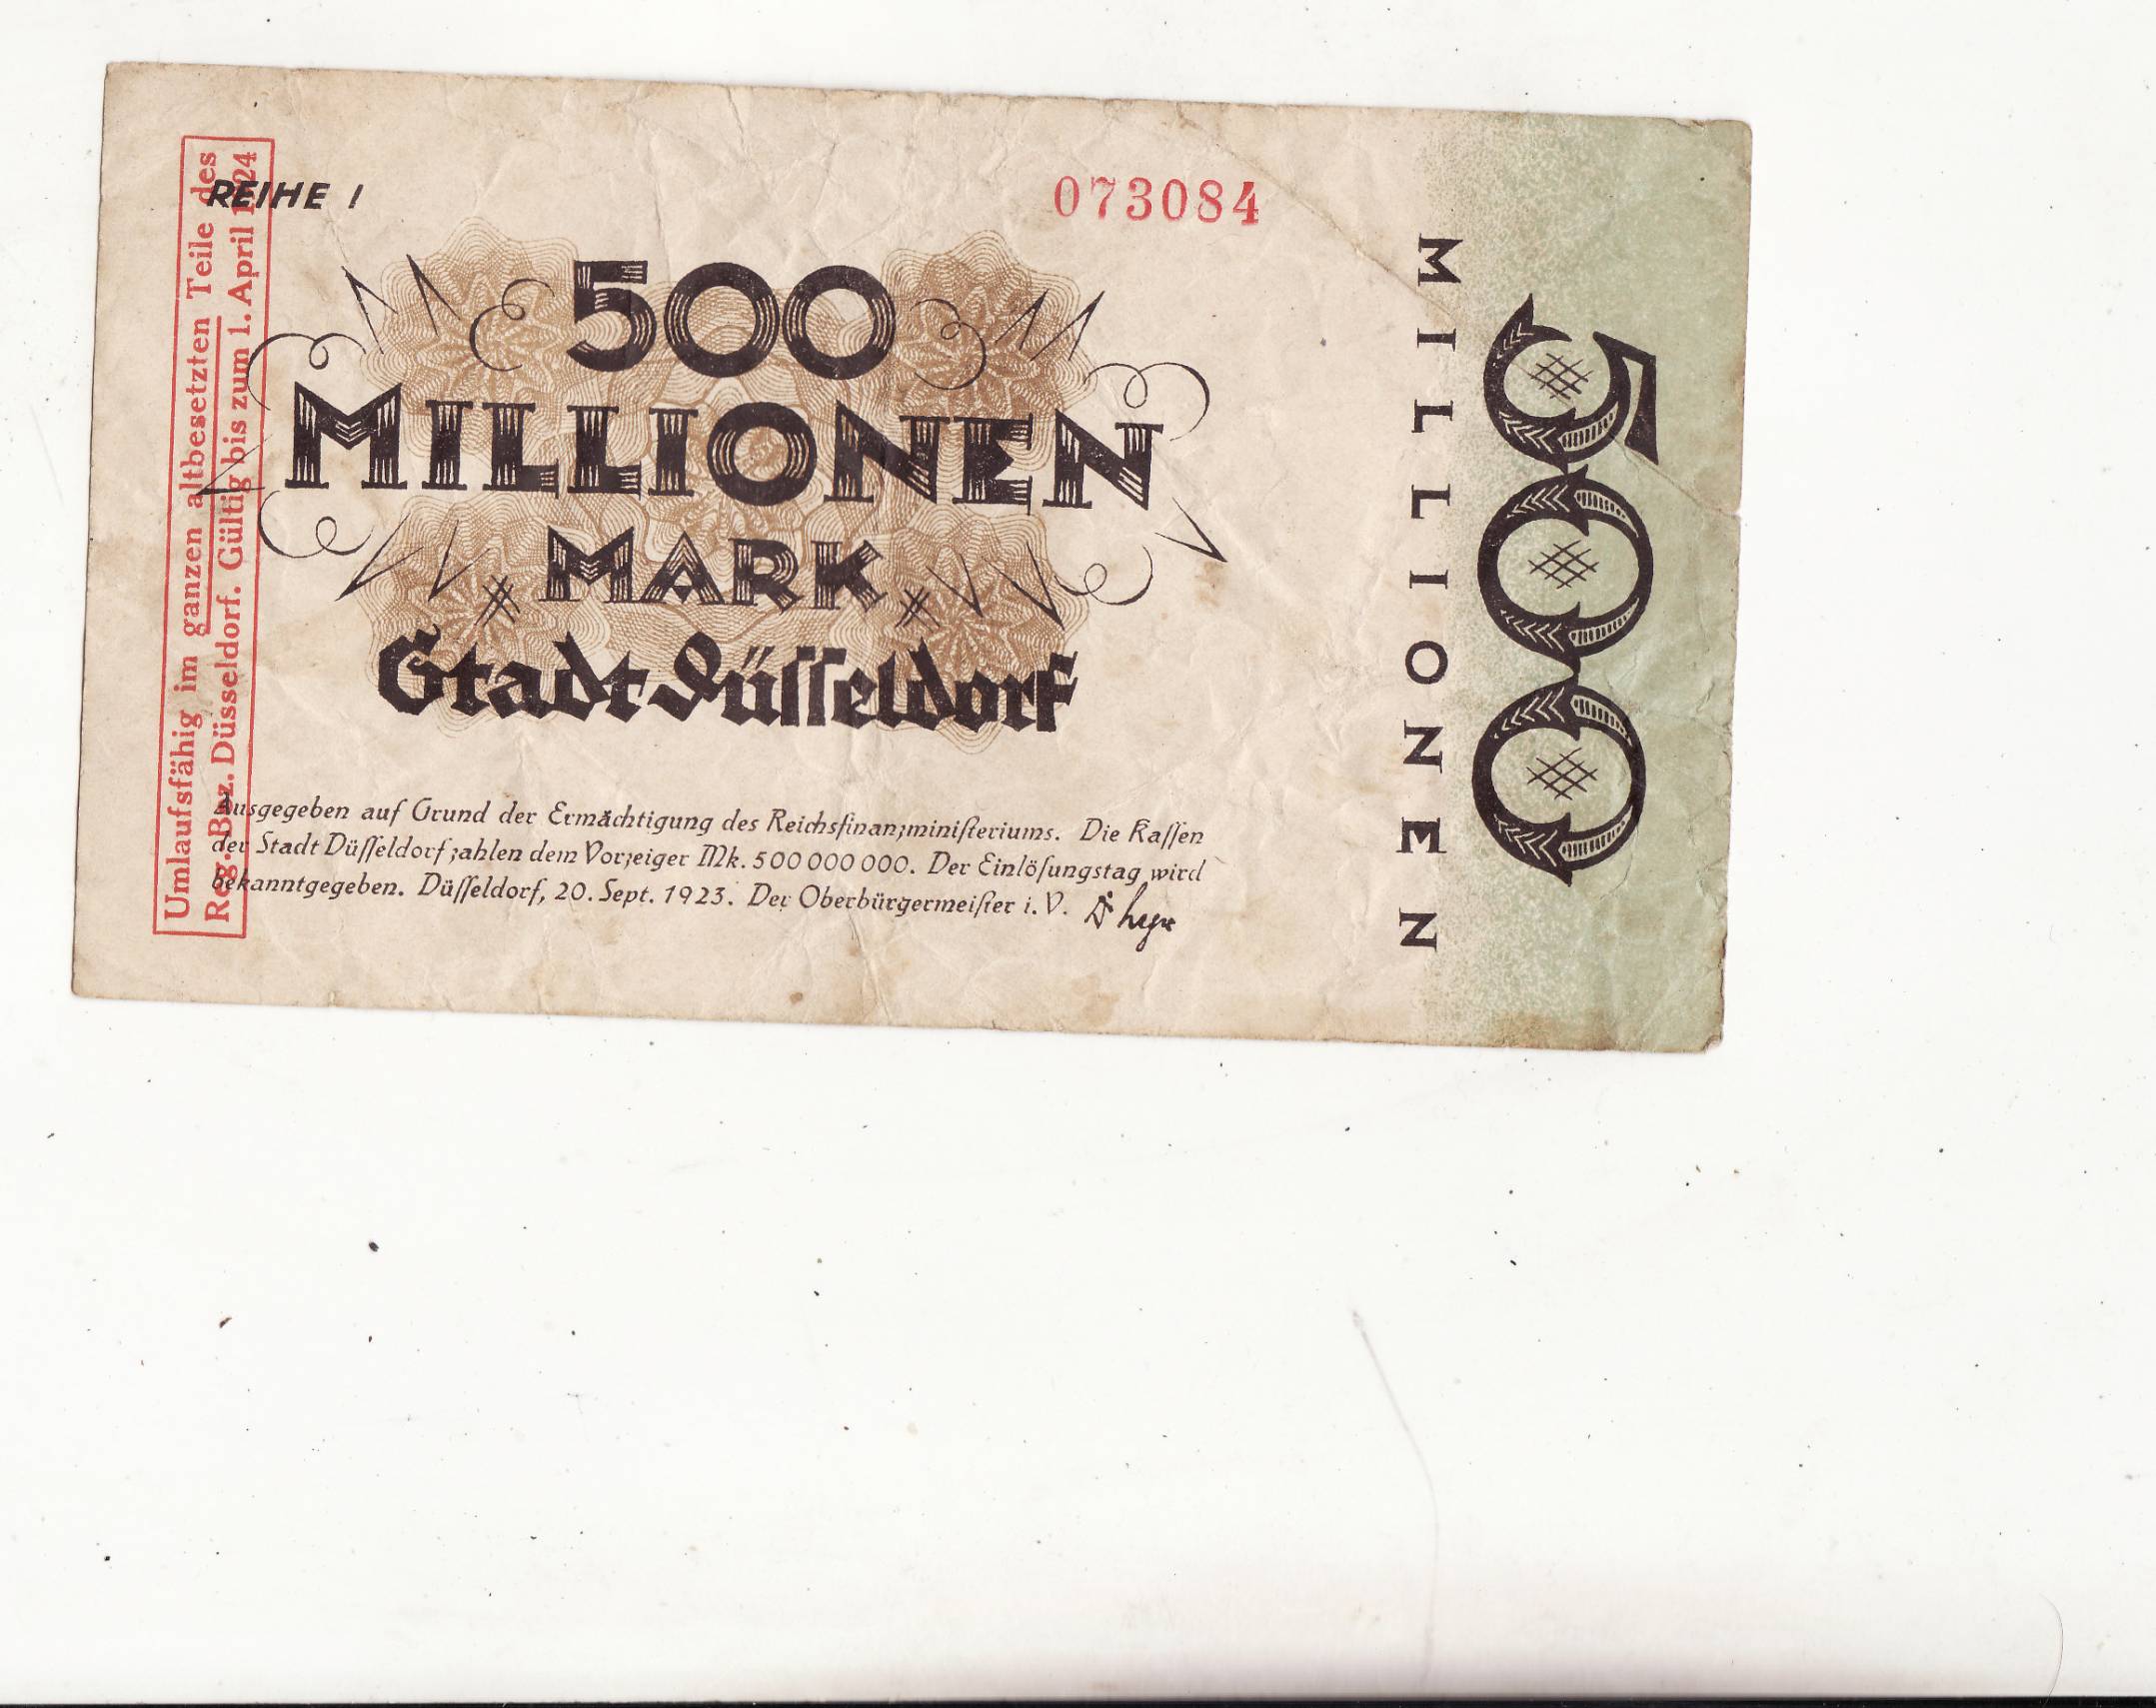 REIHE 1
073084
500
MILLIONEN
MARK
Stadt Düſſeldorf
Ausgegeben auf Grund der Ermächtigung des Reichsfinanzminiſteriums. Die Kaſſen
der Stadt Düſſeldorf zahlen dem Vorzeiger Mk. 500 000 000. Der Einlöſungstag wird
bekanntgegeben. Düſſeldorf, 20. Sept. 1923. Der Oberbürgermeiſter i. V.
Umlaufsfähig im ganzen altbesetzten Teile des
Reg.-Bez. Düsseldorf. Gültig bis zum 1. April 1924
500
MILLIONEN